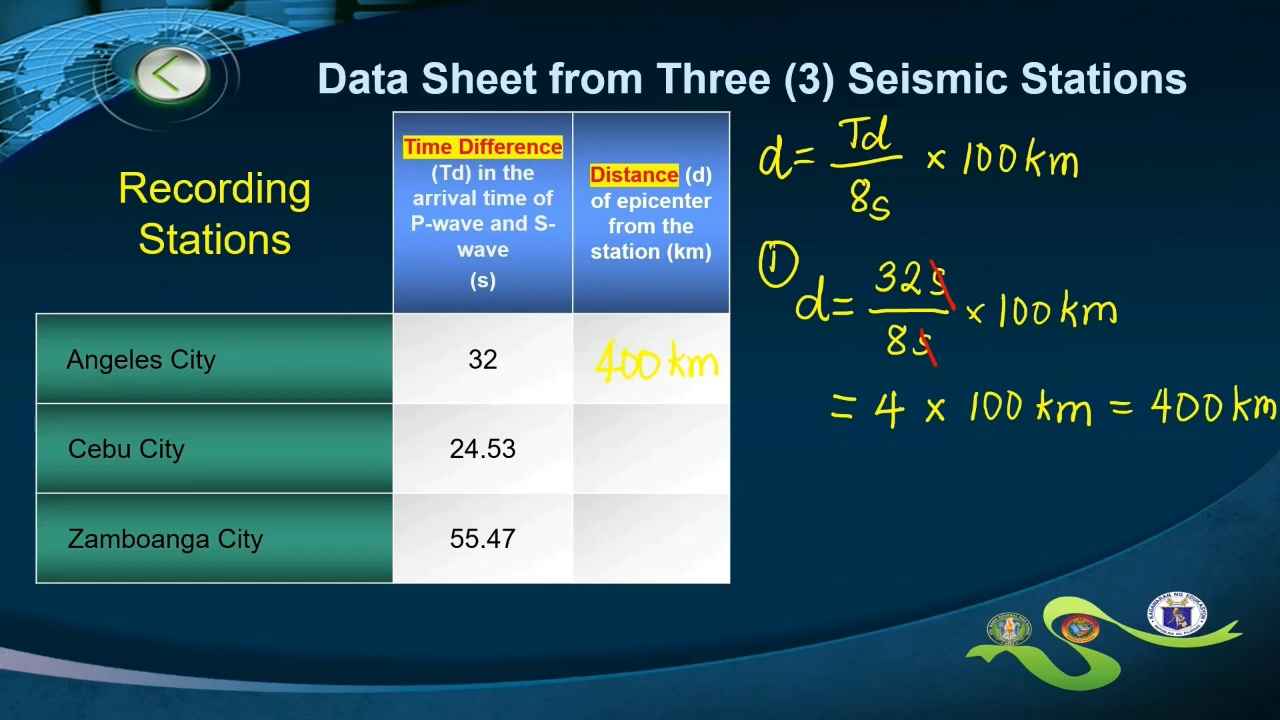 Data Sheet from Three (3) Seismic Stations
Recording
Stations
Time Difference
(Td) in the
arrival time of
P-wave and S-
wave
(s)
Distance (d)
of epicenter
from the
station (km)
Angeles City
32
400 km
Cebu City
24.53
Zamboanga City
55.47
d = Td/8s × 100 km
① d = 32s/8s × 100 km
= 4 × 100 km = 400 km